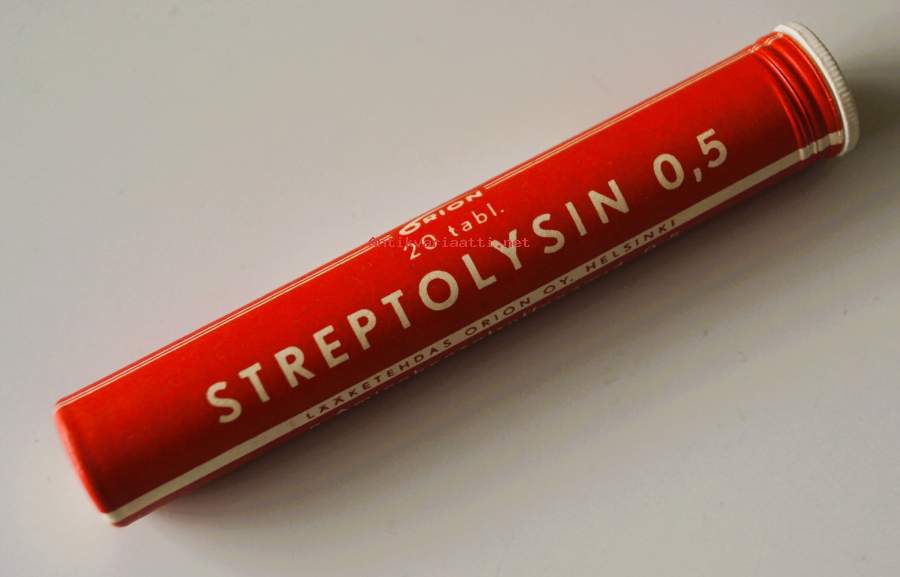 ORION
20 tabl.
Antikvariaatti.net
STREPTOLYSIN 0,5
LÄÄKETEHDAS ORION OY. HELSINKI